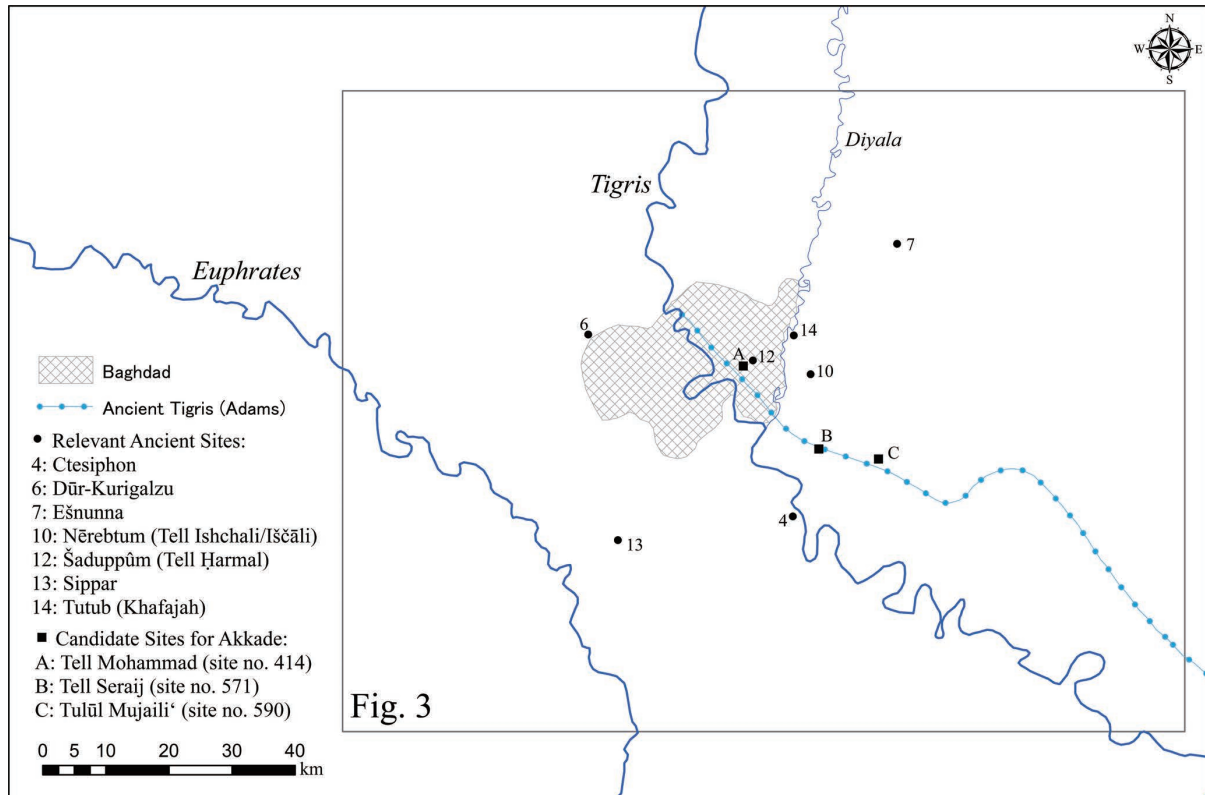 N
W E
S
Diyala
Tigris
7
Euphrates
6
14
A 12
10
B
C
4
13
Baghdad
Ancient Tigris (Adams)
Relevant Ancient Sites:
4: Ctesiphon
6: Dūr-Kurigalzu
7: Ešnunna
10: Nērebtum (Tell Ishchali/Iščāli)
12: Šaduppûm (Tell Ḥarmal)
13: Sippar
14: Tutub (Khafajah)
Candidate Sites for Akkade:
A: Tell Mohammad (site no. 414)
B: Tell Seraij (site no. 571)
C: Tulūl Mujaili‘ (site no. 590)
Fig. 3
0 5 10 20 30 40
km